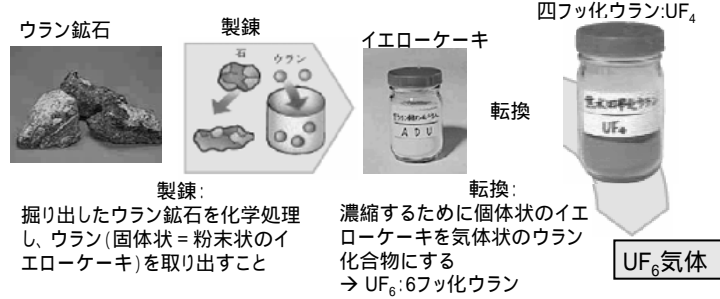 四フッ化ウラン:UF₄
ウラン鉱石
製錬
イエローケーキ
石
ウラン
ADU
転換
UF₄
製錬:
掘り出したウラン鉱石を化学処理
し、ウラン(固体状=粉末状のイ
エローケーキ)を取り出すこと
転換:
濃縮するために個体状のイエ
ローケーキを気体状のウラン
化合物にする
→ UF₆:6フッ化ウラン
UF₆気体